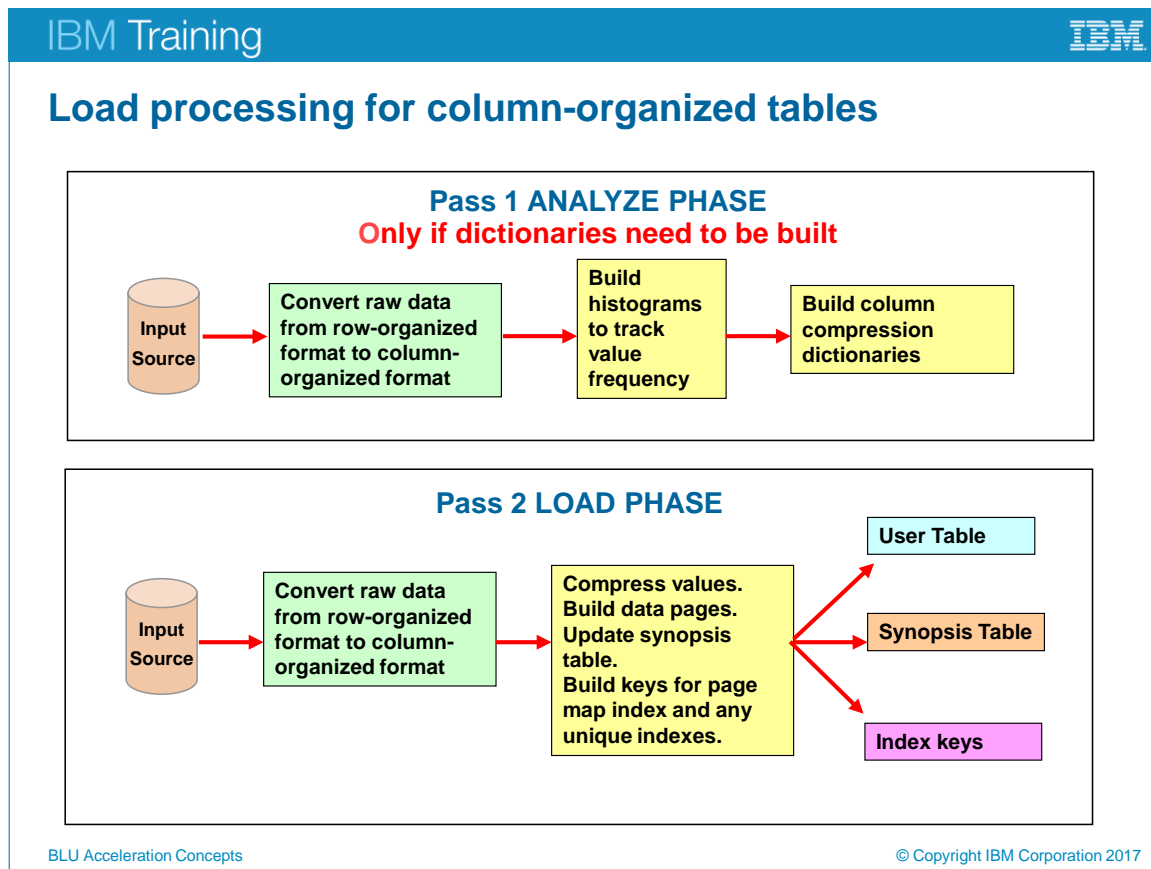 IBM Training
IBM
Load processing for column-organized tables
Pass 1 ANALYZE PHASE
Only if dictionaries need to be built
Input
Source
Convert raw data
from row-organized
format to column-
organized format
Build
histograms
to track
value
frequency
Build column
compression
dictionaries
Pass 2 LOAD PHASE
Input
Source
Convert raw data
from row-organized
format to column-
organized format
Compress values.
Build data pages.
Update synopsis
table.
Build keys for page
map index and any
unique indexes.
User Table
Synopsis Table
Index keys
BLU Acceleration Concepts
© Copyright IBM Corporation 2017